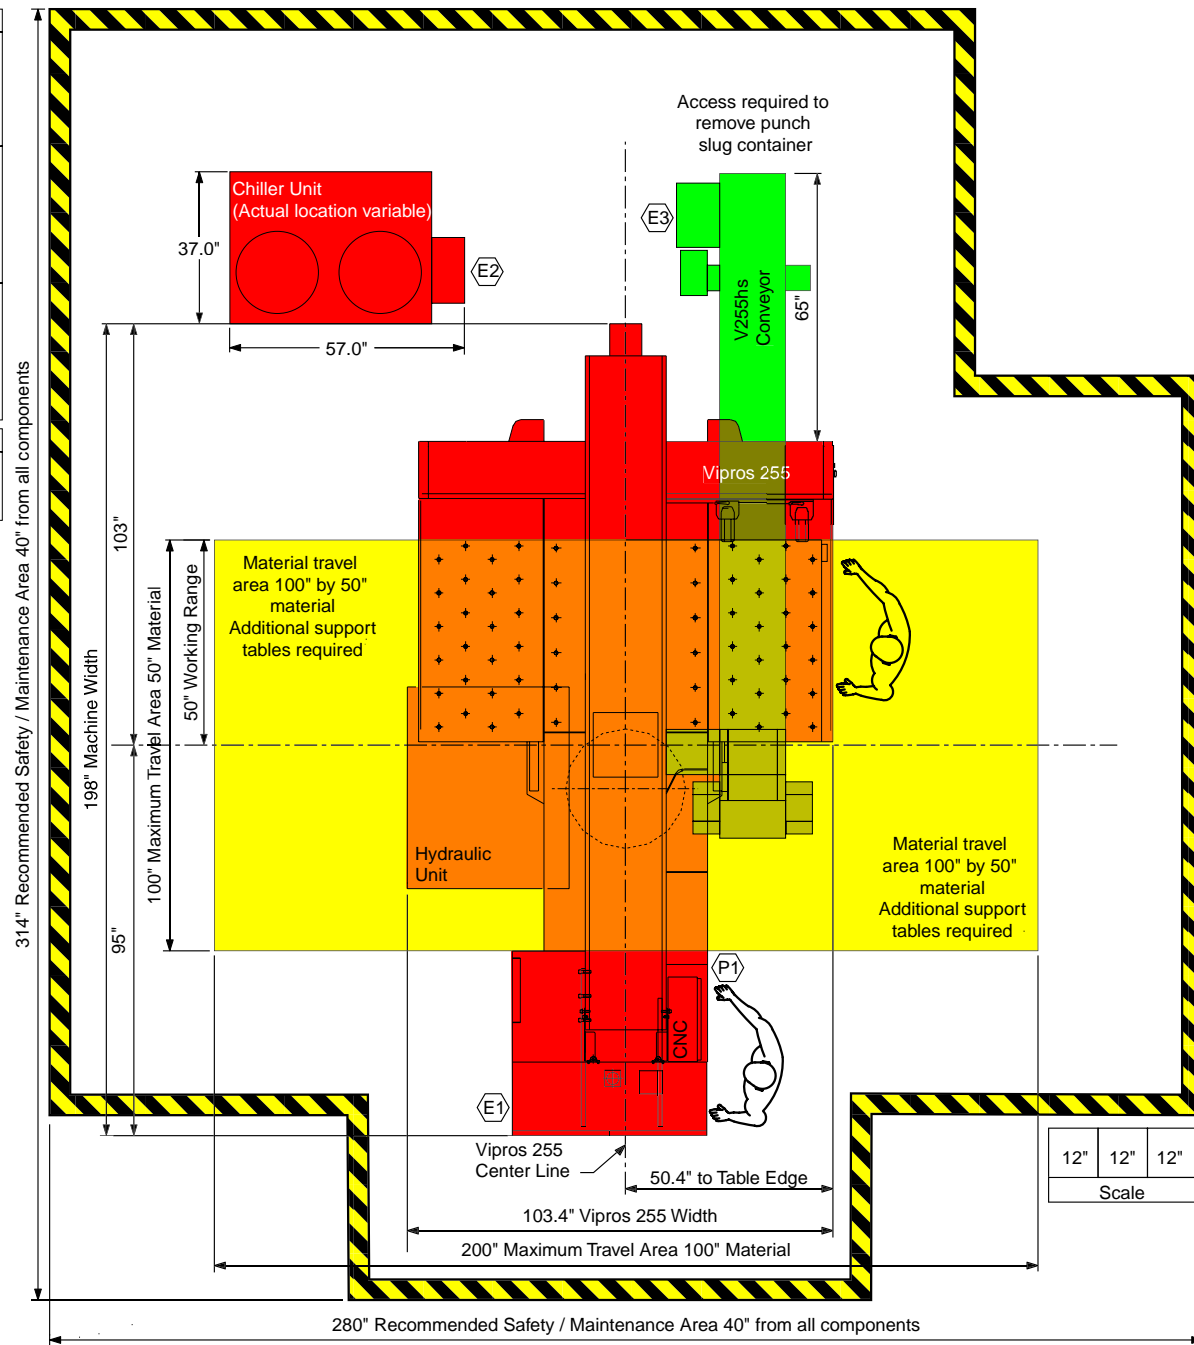 Access required to
remove punch
slug container
Chiller Unit
(Actual location variable)
37.0"
57.0"
E2
E3
V255hs
Conveyor
65"
Vipros 255
314" Recommended Safety / Maintenance Area 40" from all components
198" Machine Width
103"
95"
100" Maximum Travel Area 50" Material
50" Working Range
Material travel
area 100" by 50"
material
Additional support
tables required
Hydraulic
Unit
Material travel
area 100" by 50"
material
Additional support
tables required
P1
CNC
E1
Vipros 255
Center Line
50.4" to Table Edge
103.4" Vipros 255 Width
200" Maximum Travel Area 100" Material
280" Recommended Safety / Maintenance Area 40" from all components
12" 12" 12"
Scale